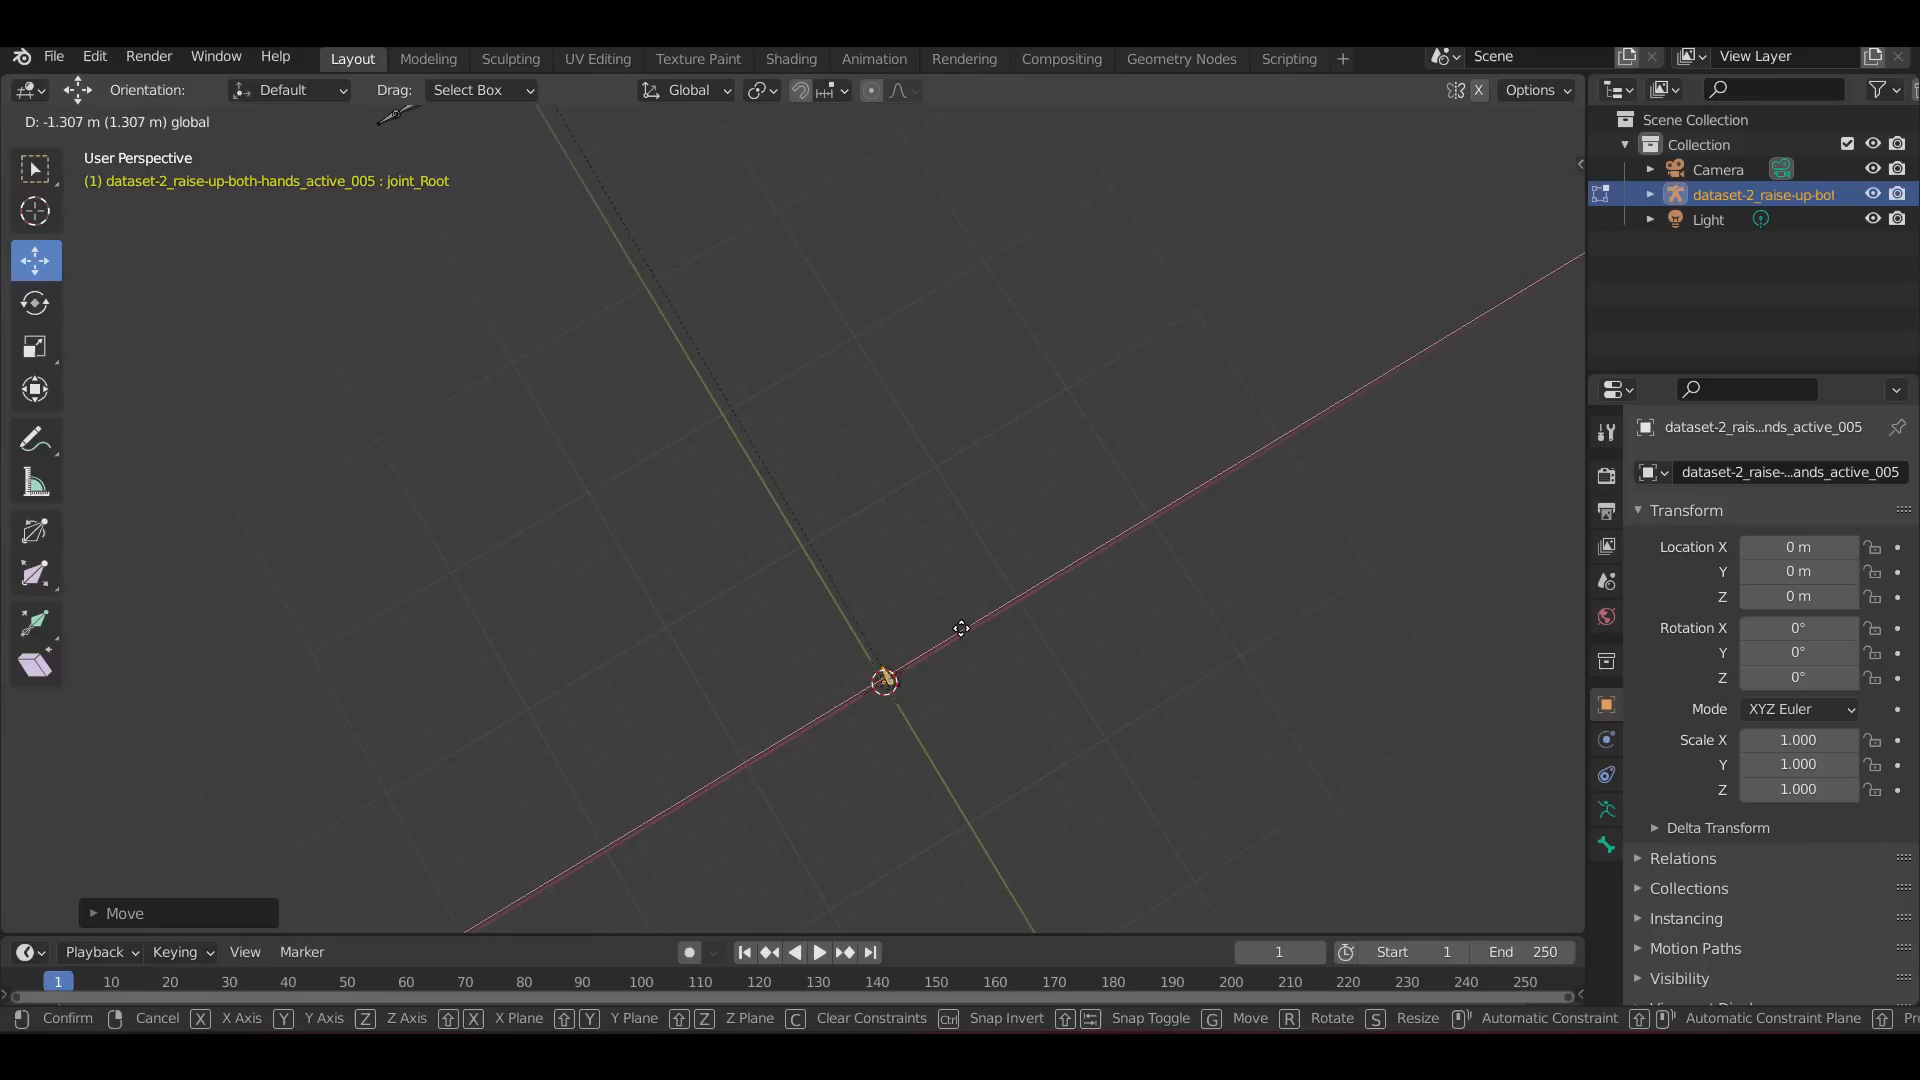 File Edit Render Window Help Layout Modeling Sculpting UV Editing Texture Paint Shading Animation Rendering Compositing Geometry Nodes Scripting + Scene View Layer
Orientation: Default Drag: Select Box Global X Options
D: -1.307 m (1.307 m) global
User Perspective
(1) dataset-2_raise-up-both-hands_active_005 : joint_Root
Scene Collection
Collection
Camera
dataset-2_raise-up-bot
Light
dataset-2_rais...nds_active_005
dataset-2_raise-...ands_active_005
Transform
Location X 0 m
Y 0 m
Z 0 m
Rotation X 0°
Y 0°
Z 0°
Mode XYZ Euler
Scale X 1.000
Y 1.000
Z 1.000
Delta Transform
Relations
Collections
Instancing
Motion Paths
Visibility
Move
Playback Keying View Marker 1 Start 1 End 250
1 10 20 30 40 50 60 70 80 90 100 110 120 130 140 150 160 170 180 190 200 210 220 230 240 250
Confirm Cancel X X Axis Y Y Axis Z Z Axis X X Plane Y Y Plane Z Z Plane C Clear Constraints Ctrl Snap Invert Snap Toggle G Move R Rotate S Resize Automatic Constraint Automatic Constraint Plane